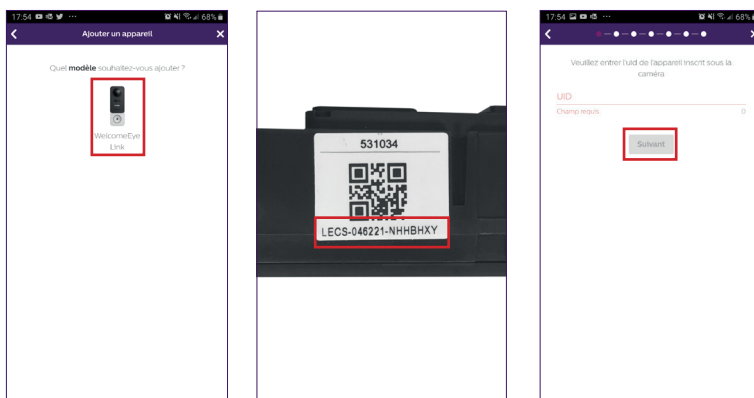 17:54 ... 68%
Ajouter un appareil
Quel modèle souhaitez-vous ajouter ?
WelcomeEye
Link
531034
LECS-046221-NHHBHXY
17:54 ... 68%
Veuillez entrer l'uid de l'appareil inscrit sous la
caméra
UID
Champ requis
0
Suivant